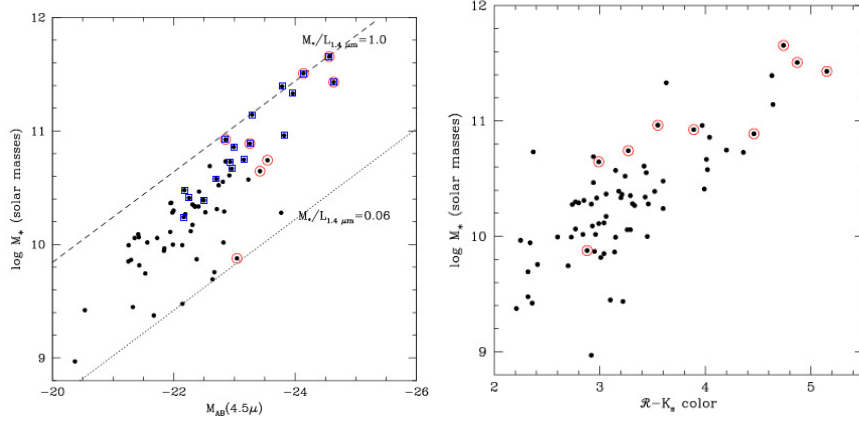 12
11
10
9
log M* (solar masses)
M*/L1.4 μm=1.0
M*/L1.4 μm=0.06
-20
-22
-24
-26
MAB(4.5μ)
12
11
10
9
log M* (solar masses)
2
3
4
5
ℛ-Ks color